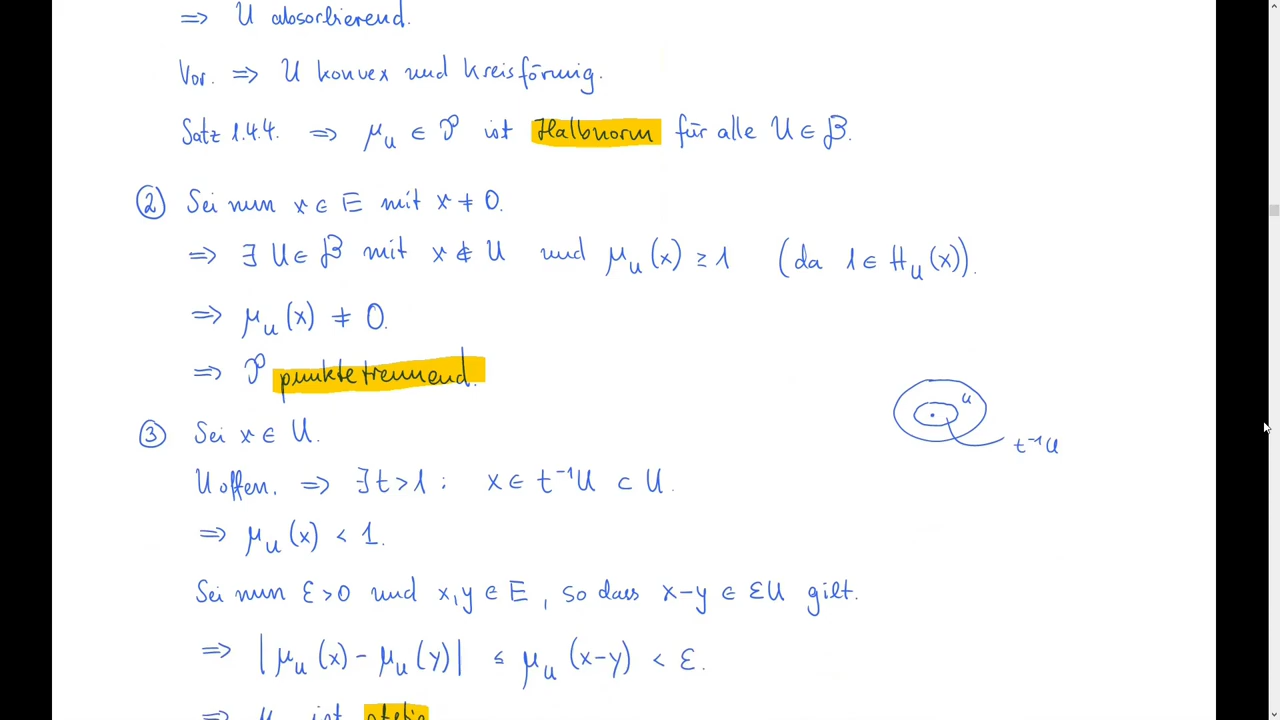 ⇒ U absorbierend.
Vor. ⇒ U konvex und kreisförmig.
Satz 1.4.4. ⇒ μ_U ∈ 𝒫 ist Halbnorm für alle U ∈ ℬ.
② Sei nun x ∈ E mit x ≠ 0.
⇒ ∃ U ∈ ℬ mit x ∉ U und μ_U(x) ≥ 1 (da 1 ∈ H_U(x)).
⇒ μ_U(x) ≠ 0.
⇒ 𝒫 punktetrennend.
③ Sei x ∈ U.
U
t⁻¹U
U offen. ⇒ ∃ t > 1 : x ∈ t⁻¹U ⊂ U.
⇒ μ_U(x) < 1.
Sei nun ε > 0 und x, y ∈ E, so dass x-y ∈ εU gilt.
⇒ |μ_U(x) - μ_U(y)| ≤ μ_U(x-y) < ε.
⇒ μ ist stetig